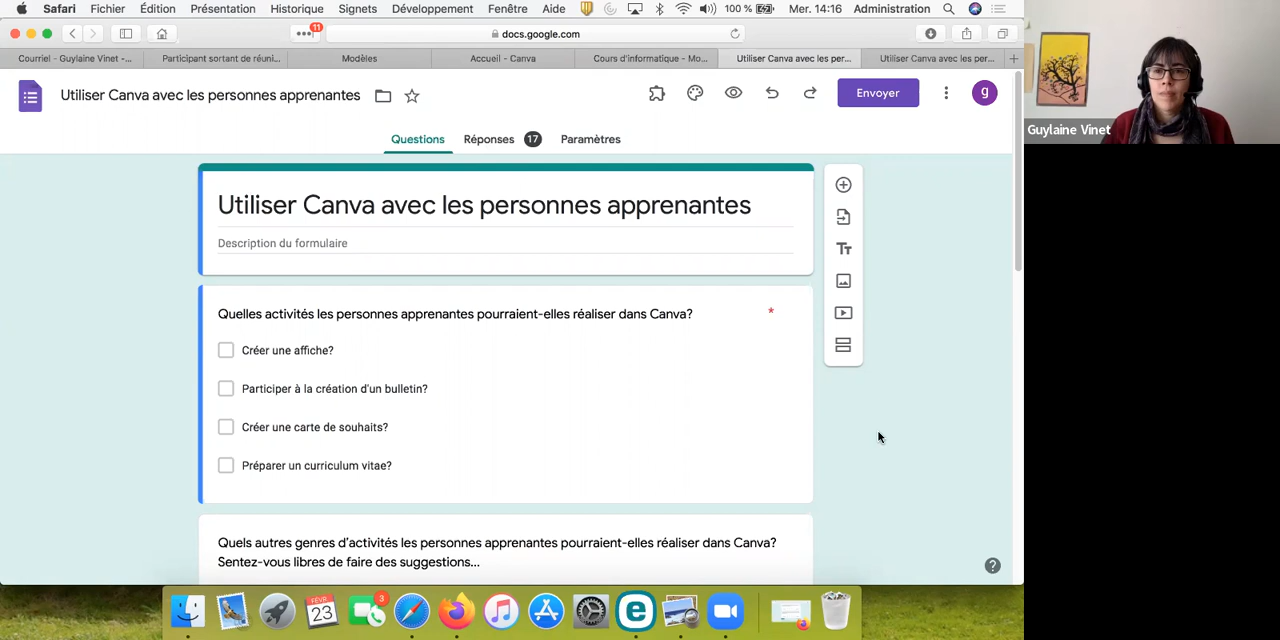 Safari Fichier Édition Présentation Historique Signets Développement Fenêtre Aide 100 % Mer. 14:16 Administration
11
docs.google.com
Courriel - Guylaine Vinet -... Participant sortant de réuni... Modèles Accueil - Canva Cours d'informatique - Mo... Utiliser Canva avec les per... Utiliser Canva avec les per...
Utiliser Canva avec les personnes apprenantes
Envoyer
g
Questions Réponses 17 Paramètres
Utiliser Canva avec les personnes apprenantes
Description du formulaire
Quelles activités les personnes apprenantes pourraient-elles réaliser dans Canva? *
Créer une affiche?
Participer à la création d'un bulletin?
Créer une carte de souhaits?
Préparer un curriculum vitae?
Quels autres genres d'activités les personnes apprenantes pourraient-elles réaliser dans Canva?
Sentez-vous libres de faire des suggestions...
Guylaine Vinet
FÉVR.
23
3